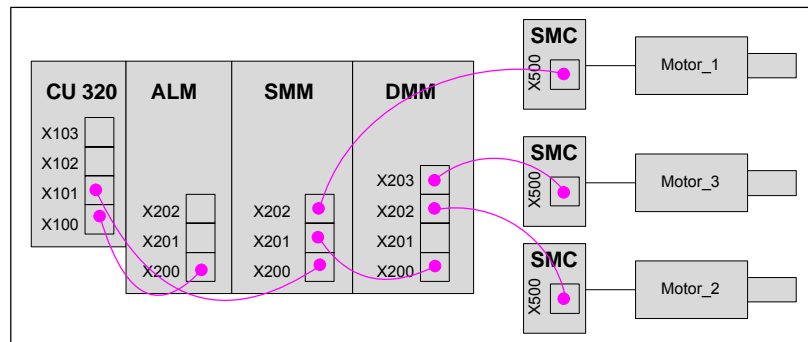 CU 320
X103
X102
X101
X100
ALM
X202
X201
X200
SMM
X202
X201
X200
DMM
X203
X202
X201
X200
SMC
X500
Motor_1
SMC
X500
Motor_3
SMC
X500
Motor_2